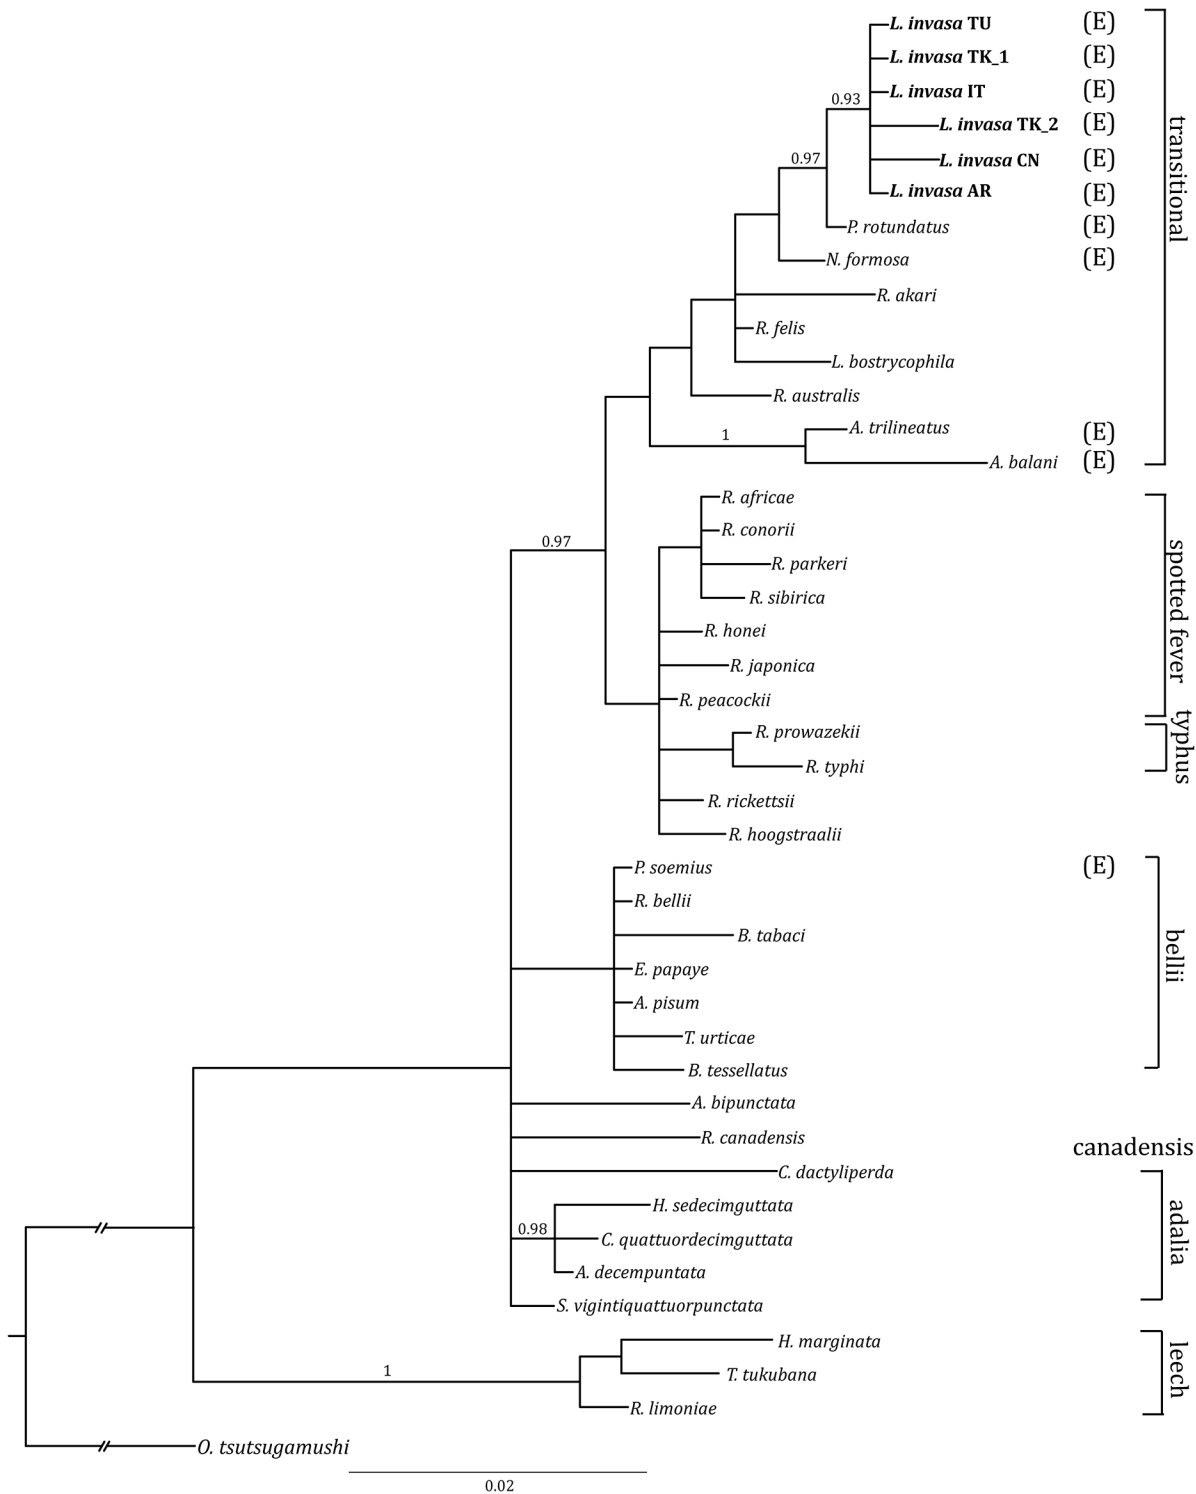 L. invasa TU (E)
L. invasa TK_1 (E)
0.93
L. invasa IT (E)
L. invasa TK_2 (E)
0.97
L. invasa CN (E)
L. invasa AR (E)
P. rotundatus (E)
N. formosa (E)
transitional
R. akari
R. felis
L. bostrycophila
R. australis
A. trilineatus (E)
1
A. balani (E)
R. africae
R. conorii
0.97
R. parkeri
R. sibirica
spotted fever
R. honei
R. japonica
R. peacockii
R. prowazekii
typhus
R. typhi
R. rickettsii
R. hoogstraalii
P. soemius (E)
R. bellii
B. tabaci
bellii
E. papaye
A. pisum
T. urticae
B. tessellatus
A. bipunctata
R. canadensis
canadensis
C. dactyliperda
H. sedecimguttata
0.98
C. quattuordecimguttata
adalia
A. decempuntata
S. vigintiquattuorpunctata
H. marginata
1
T. tukubana
leech
R. limoniae
O. tsutsugamushi
0.02